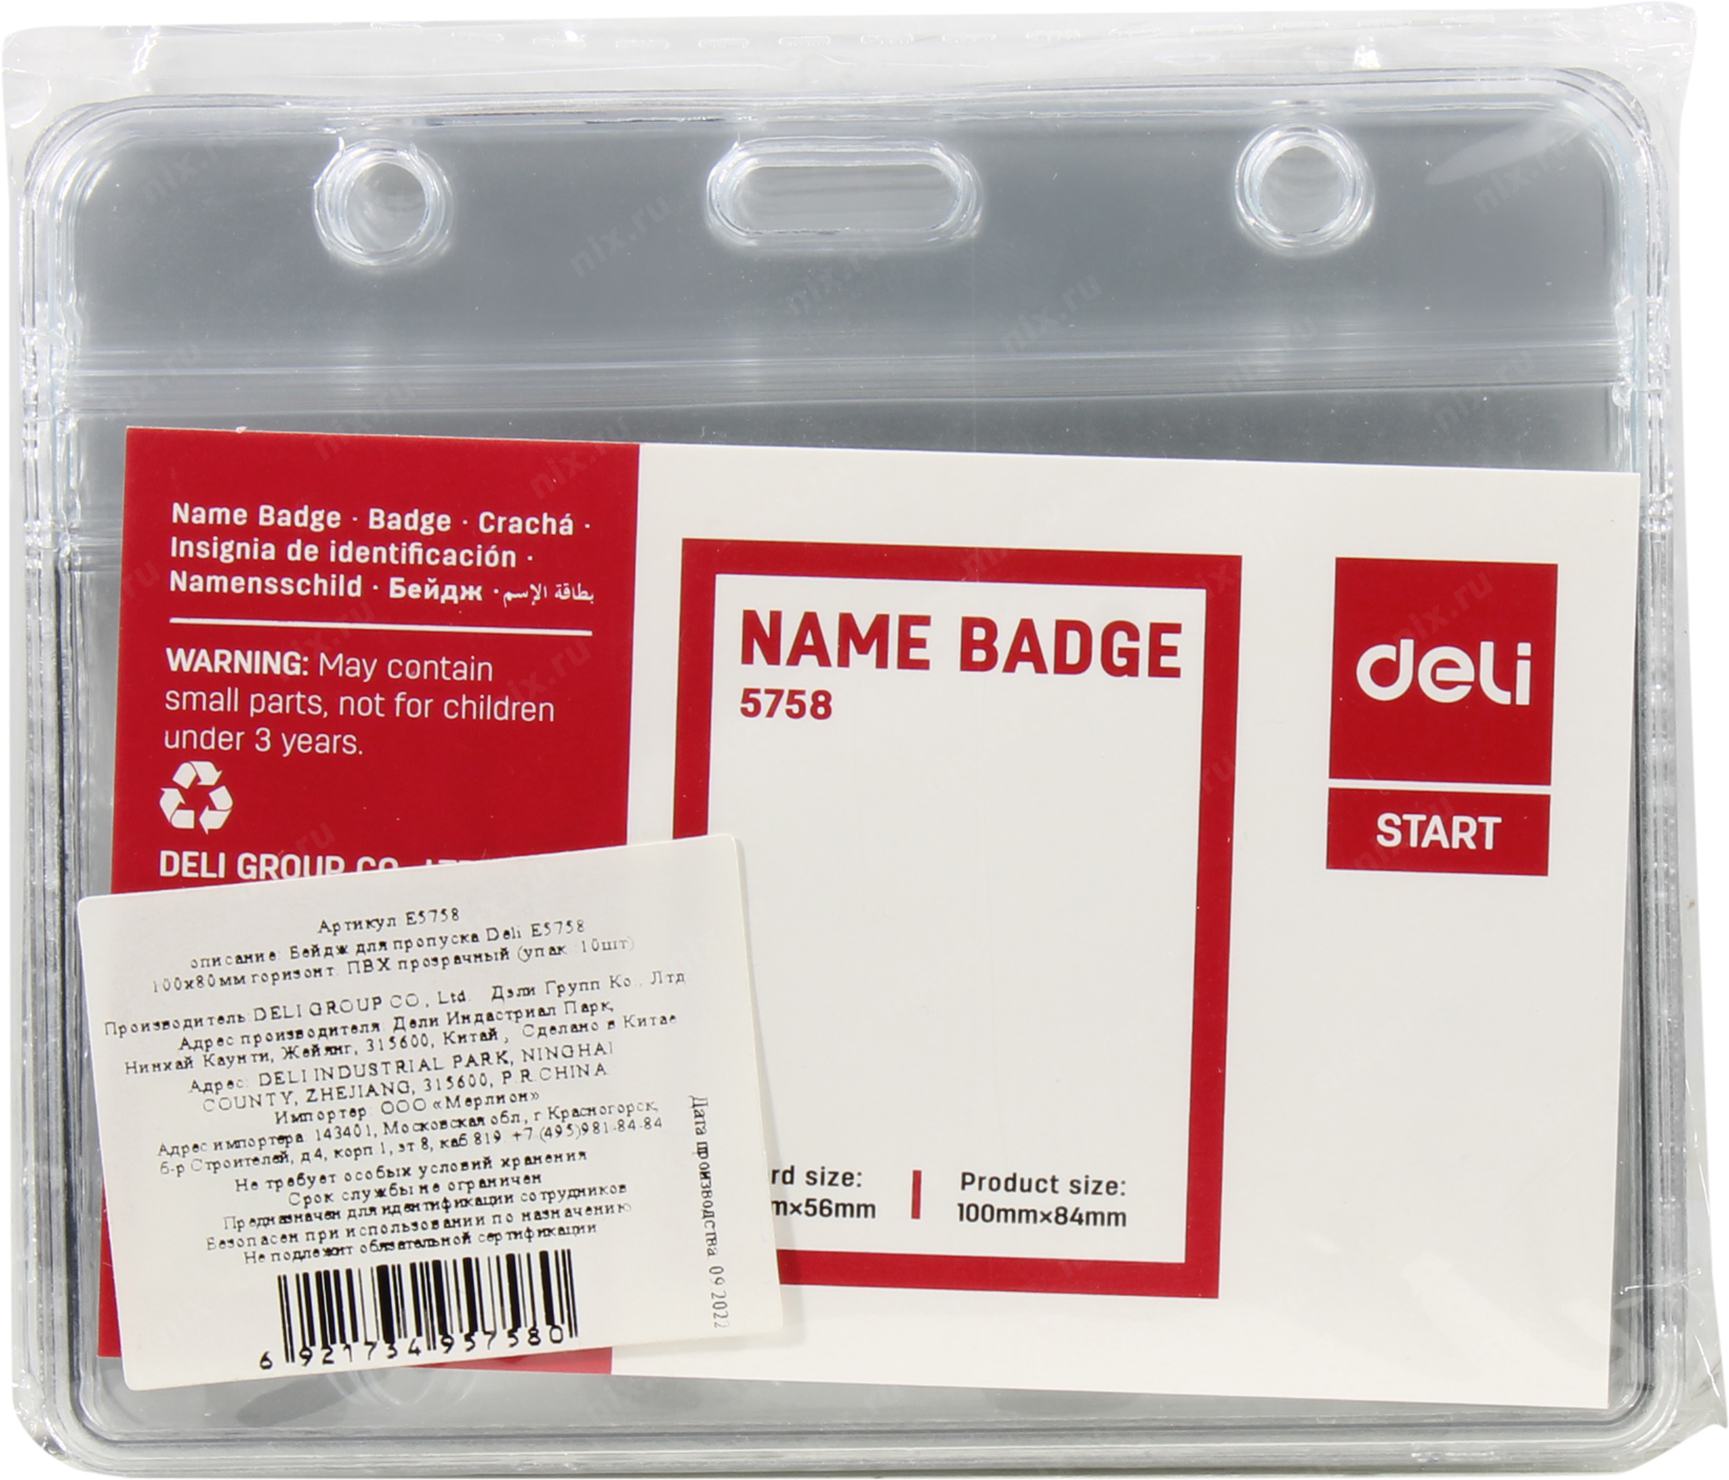 Name Badge · Badge · Crachá ·
Insignia de identificación ·
Namensschild · Бейдж · بطاقة الإسم
WARNING: May contain
small parts, not for children
under 3 years.
DELI GROUP CO
NAME BADGE
5758
rd size:
m×56mm
Product size:
100mm×84mm
deli
START
Артикул E5758
описание: Бейдж для пропуска Deli E5758
100x80мм горизонт. ПВХ прозрачный (упак.:10шт)
Производитель:DELI GROUP CO., Ltd. Дэли Групп Ко., Лтд
Адрес производителя: Дели Индастриал Парк,
Нинхай Каунти, Жейянг, 315600, Китай, Сделано в Китае
Адрес: DELI INDUSTRIAL PARK, NINGHAI
COUNTY, ZHEJIANG, 315600, P.R.CHINA
Импортер: ООО «Мерлион»
Адрес импортера: 143401, Московская обл, г Красногорск,
б-р Строителей, д 4, корп 1, эт 8, каб 819 +7 (495)981-84-84
Не требует особых условий хранения
Срок службы не ограничен
Предназначен для идентификации сотрудников
Безопасен при использовании по назначению
Не подлежит обязательной сертификации
6 921734 957580
Дата производства: 09.2022
nix.ru